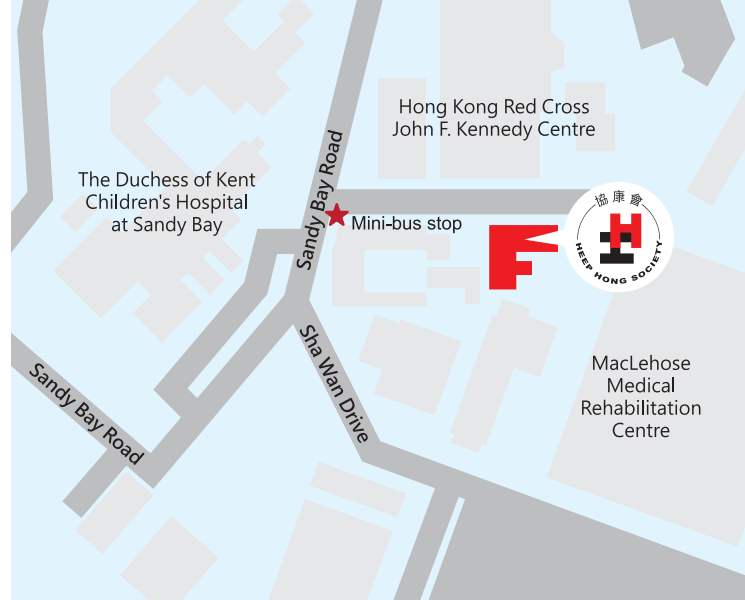 Hong Kong Red Cross
John F. Kennedy Centre
The Duchess of Kent
Children's Hospital
at Sandy Bay
Sandy Bay Road
Mini-bus stop
協康會
HEEP HONG SOCIETY
Sha Wan Drive
MacLehose
Medical
Rehabilitation
Centre
Sandy Bay Road